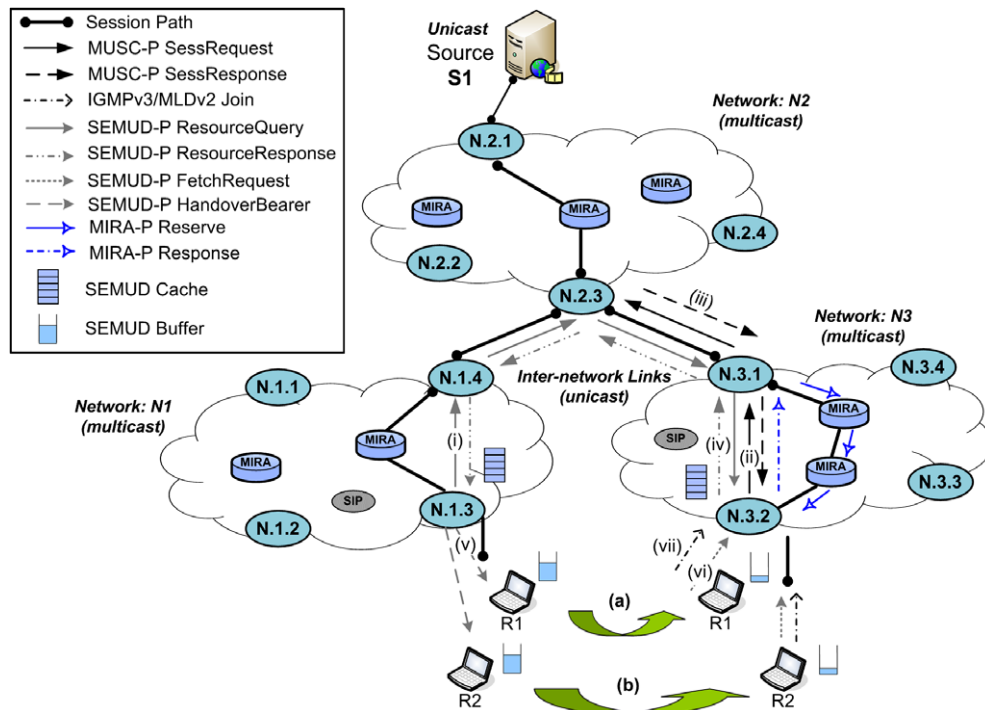 Session Path
MUSC-P SessRequest
MUSC-P SessResponse
IGMPv3/MLDv2 Join
SEMUD-P ResourceQuery
SEMUD-P ResourceResponse
SEMUD-P FetchRequest
SEMUD-P HandoverBearer
MIRA-P Reserve
MIRA-P Response
SEMUD Cache
SEMUD Buffer
Unicast
Source
S1
Network: N2
(multicast)
N.2.1
MIRA
MIRA
MIRA
N.2.4
N.2.2
N.2.3
(iii)
Network: N3
(multicast)
Inter-network Links
(unicast)
Network: N1
(multicast)
N.1.1
N.1.4
MIRA
MIRA
(i)
SIP
N.1.3
N.1.2
(v)
R1
R2
N.3.1
N.3.4
MIRA
SIP
(iv)
(ii)
MIRA
N.3.3
N.3.2
(vii)
(vi)
(a)
R1
(b)
R2